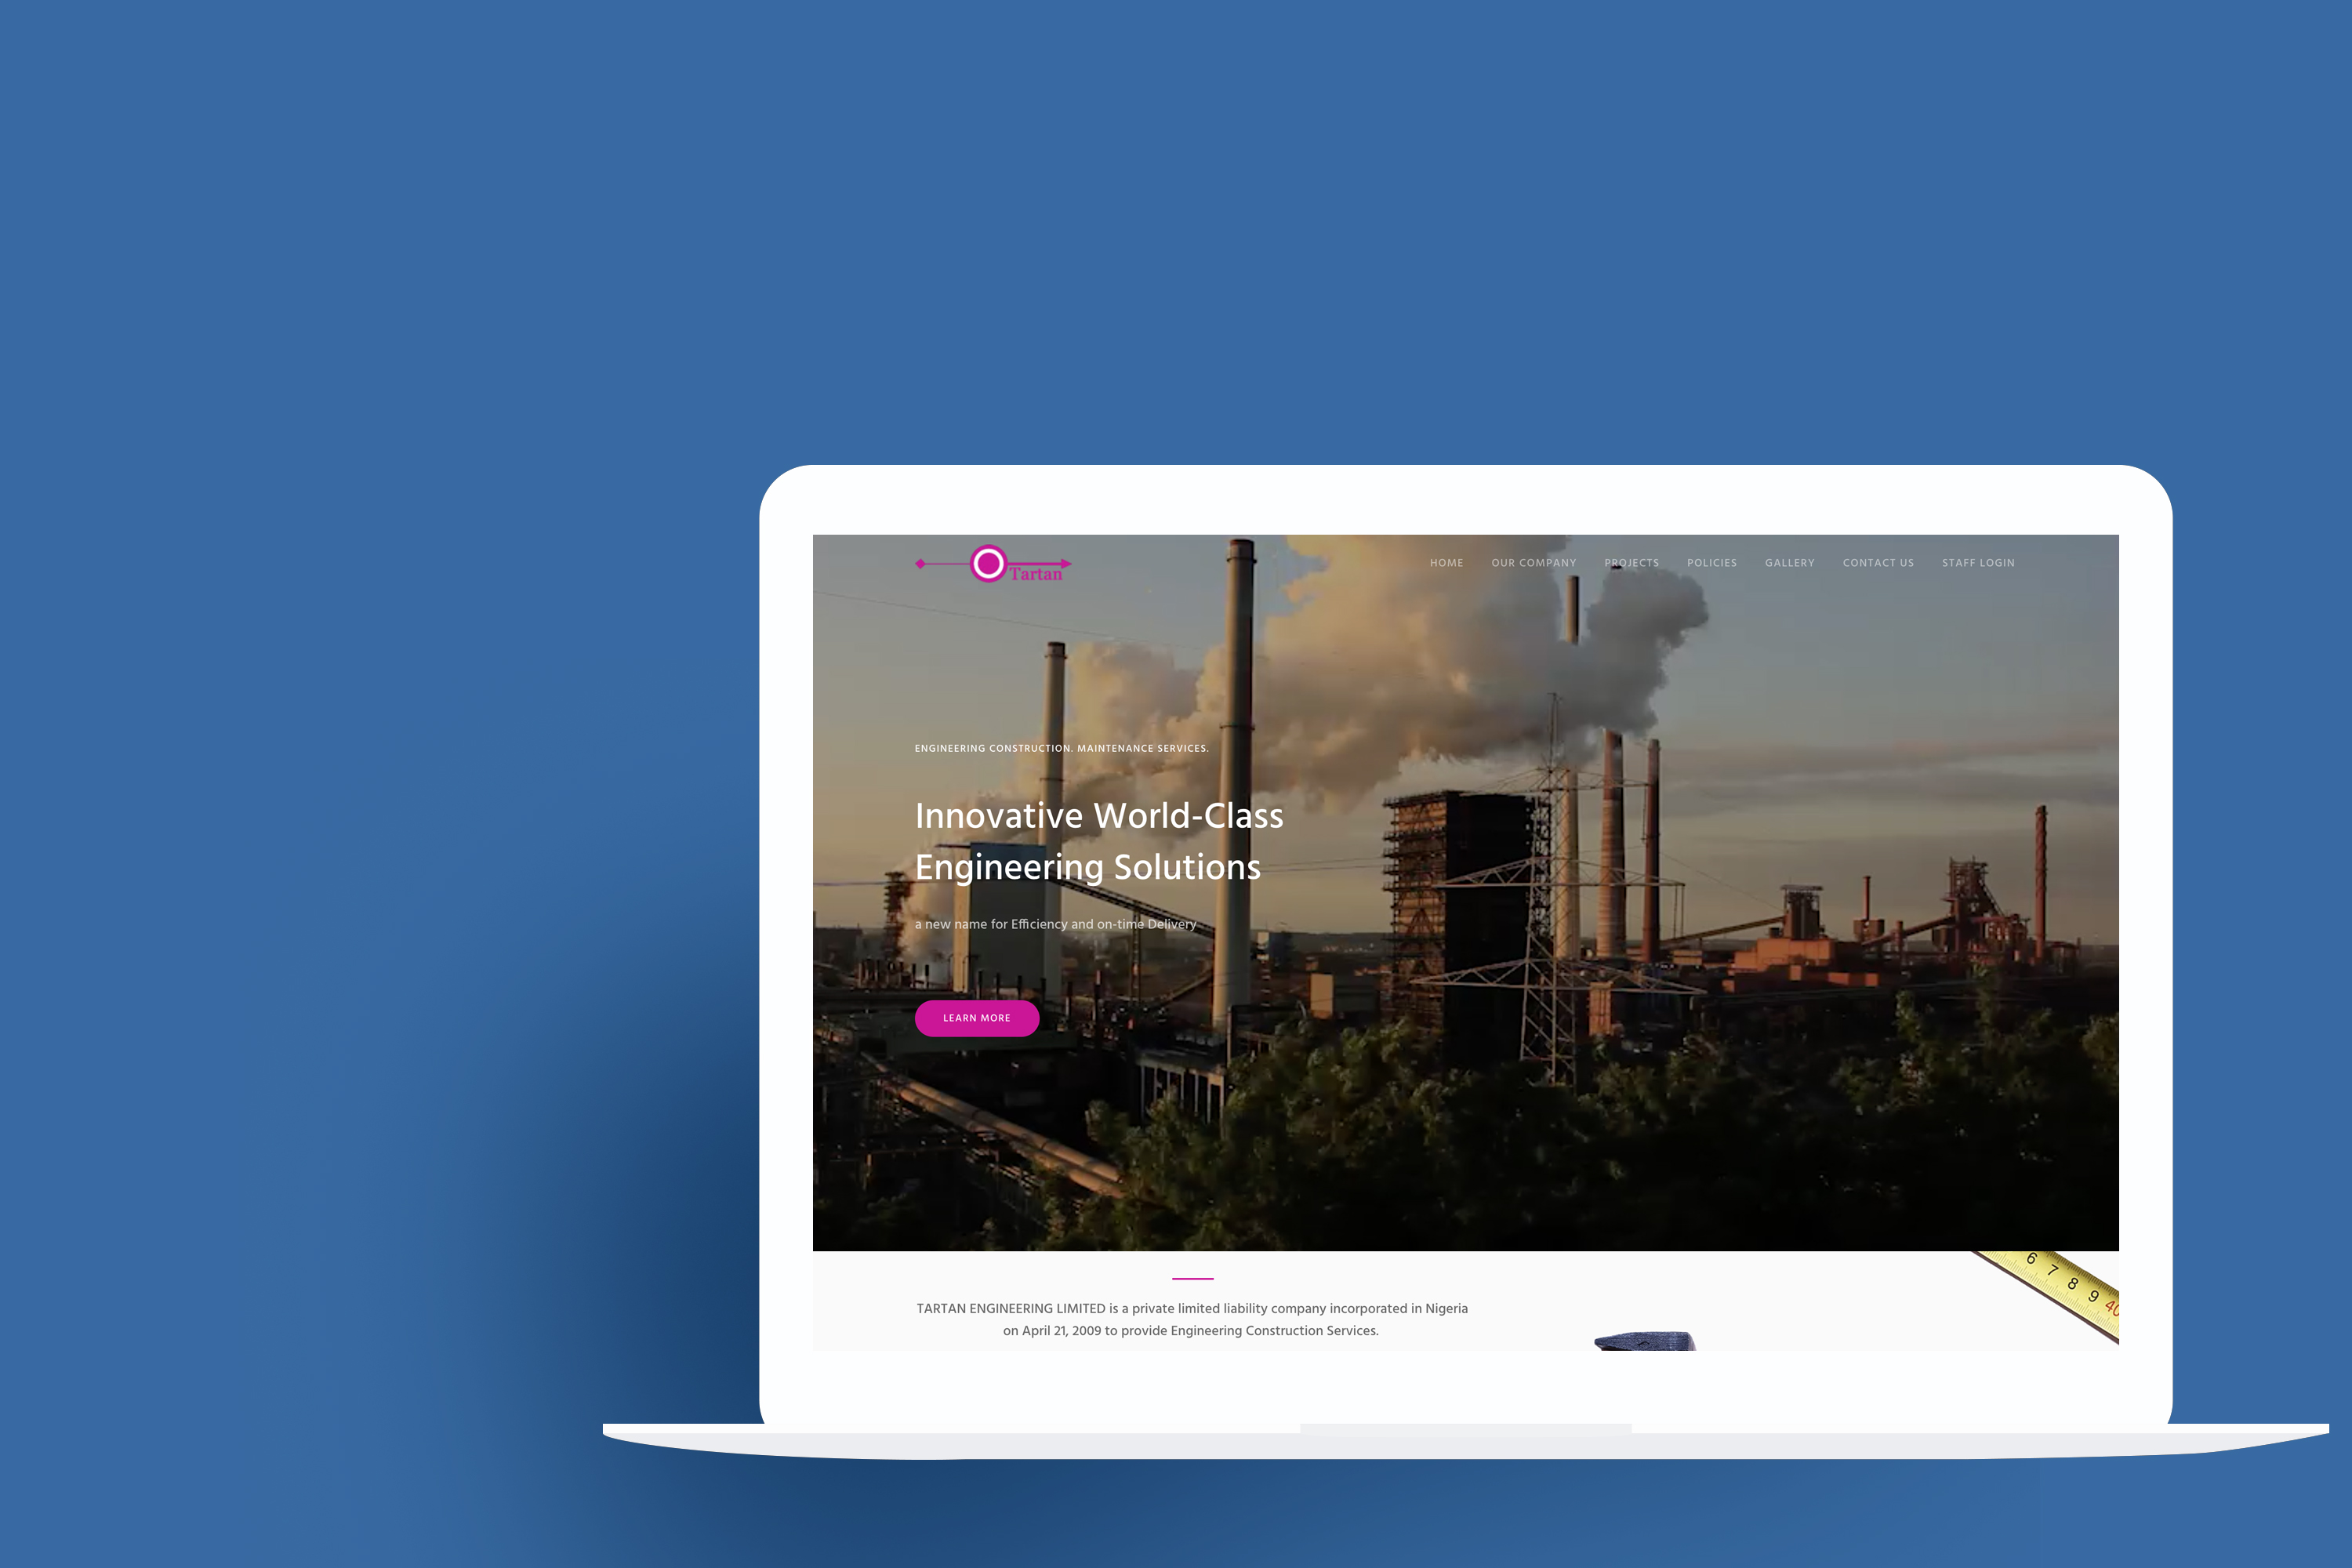 Tartan
HOME OUR COMPANY PROJECTS POLICIES GALLERY CONTACT US STAFF LOGIN
ENGINEERING CONSTRUCTION. MAINTENANCE SERVICES.
Innovative World-Class
Engineering Solutions
a new name for Efficiency and on-time Delivery
LEARN MORE
6 7 8 9 40
TARTAN ENGINEERING LIMITED is a private limited liability company incorporated in Nigeria
on April 21, 2009 to provide Engineering Construction Services.